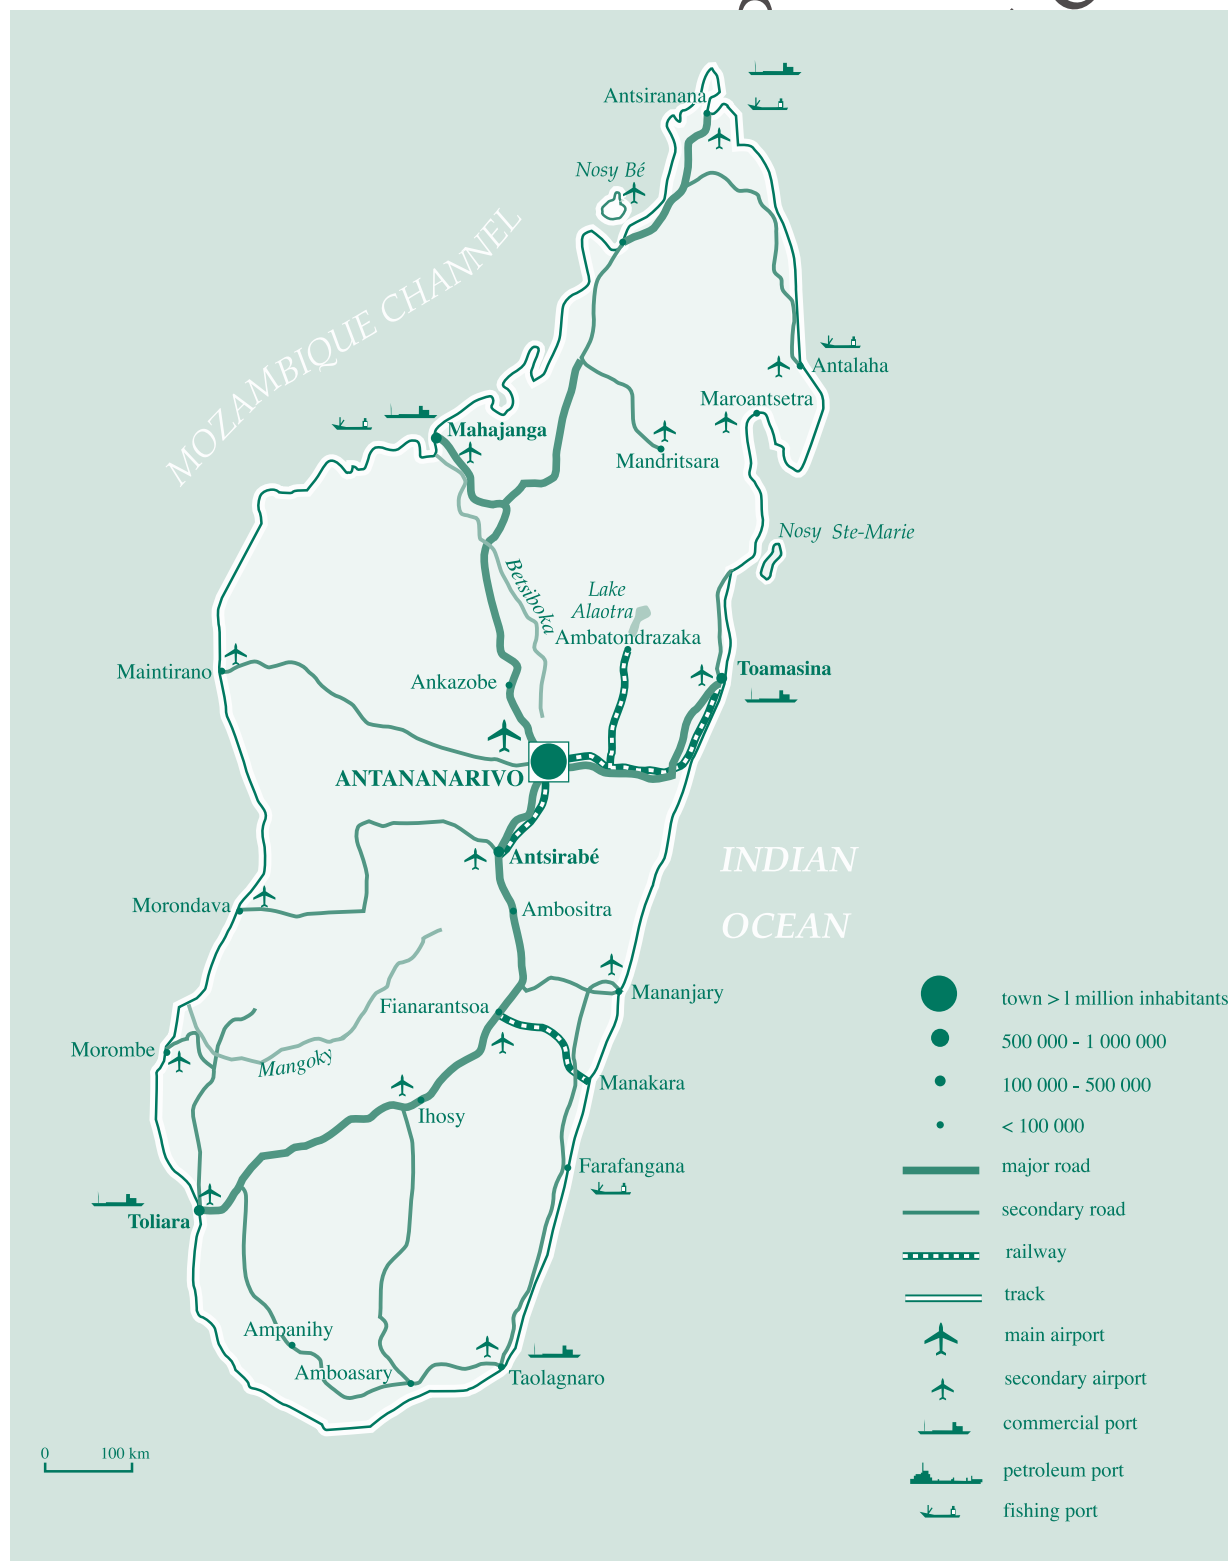 Antsiranana
Nosy Bé
MOZAMBIQUE CHANNEL
Antalaha
Maroantsetra
Mahajanga
Mandritsara
Nosy Ste-Marie
Betsiboka
Lake
Alaotra
Ambatondrazaka
Maintirano
Toamasina
Ankazobe
ANTANANARIVO
Antsirabé
INDIAN
OCEAN
Morondava
Ambositra
Mananjary
Fianarantsoa
Morombe
Mangoky
Manakara
Ihosy
Farafangana
Toliara
Ampanihy
Amboasary
Taolagnaro
town > l million inhabitants
500 000 - 1 000 000
100 000 - 500 000
< 100 000
major road
secondary road
railway
track
main airport
secondary airport
commercial port
petroleum port
fishing port
0 100 km